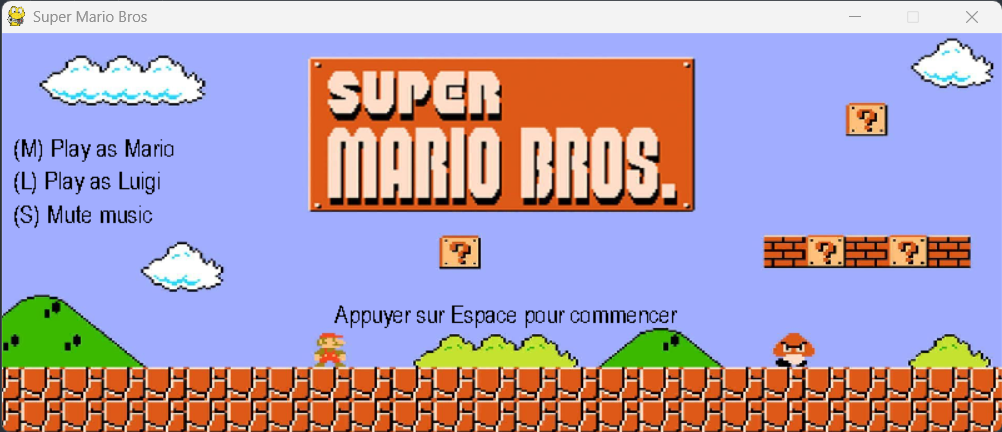 Super Mario Bros
SUPER
MARIO BROS.
?
(M) Play as Mario
(L) Play as Luigi
(S) Mute music
?
? ?
Appuyer sur Espace pour commencer